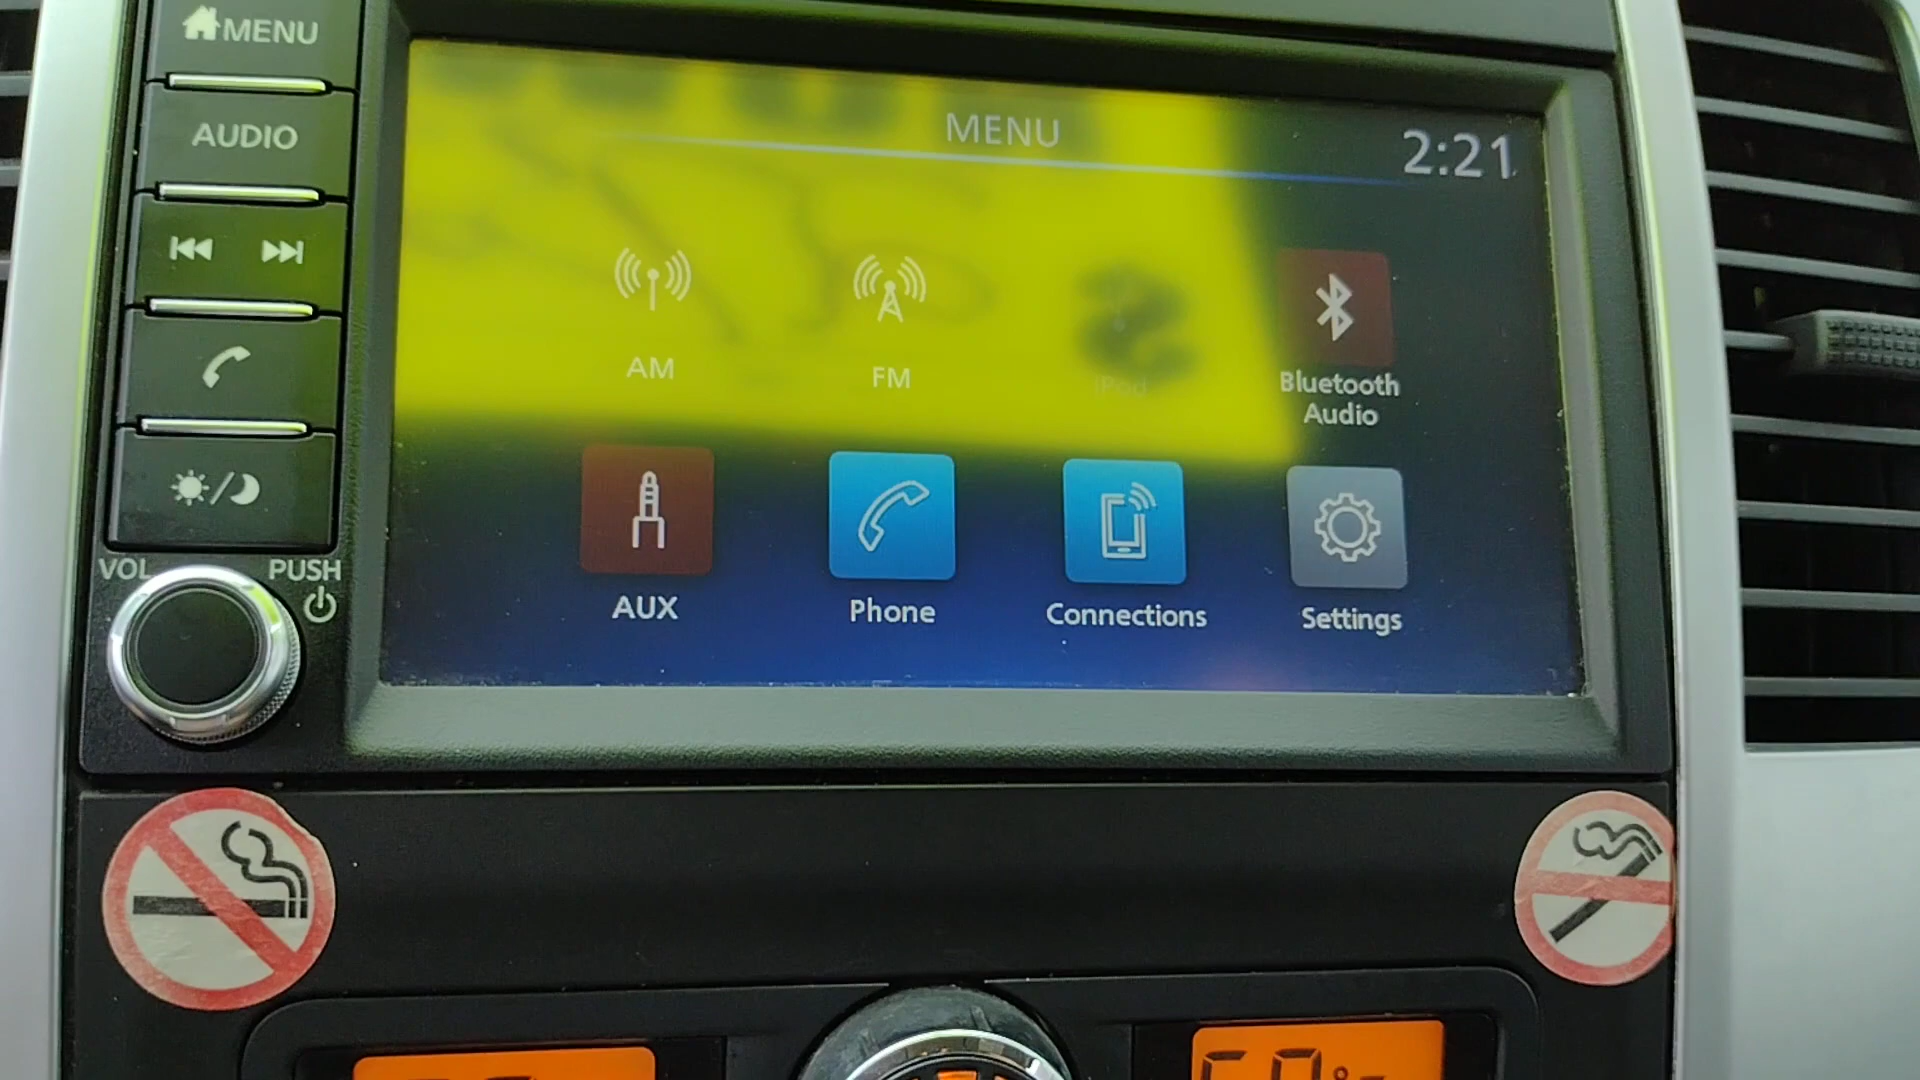 MENU
AUDIO
VOL
PUSH
MENU
2:21
AM
FM
iPod
Bluetooth
Audio
AUX
Phone
Connections
Settings